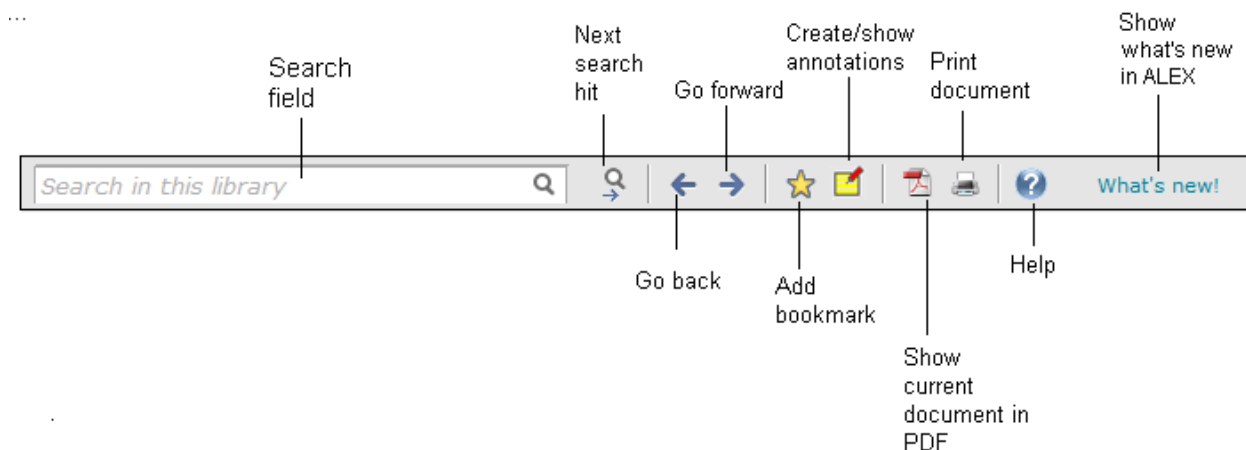 ...
Search
field
Next
search
hit
Go forward
Create/show
annotations
Print
document
Show
what's new
in ALEX
Search in this library
What's new!
Go back
Add
bookmark
Show
current
document in
PDF
Help
.